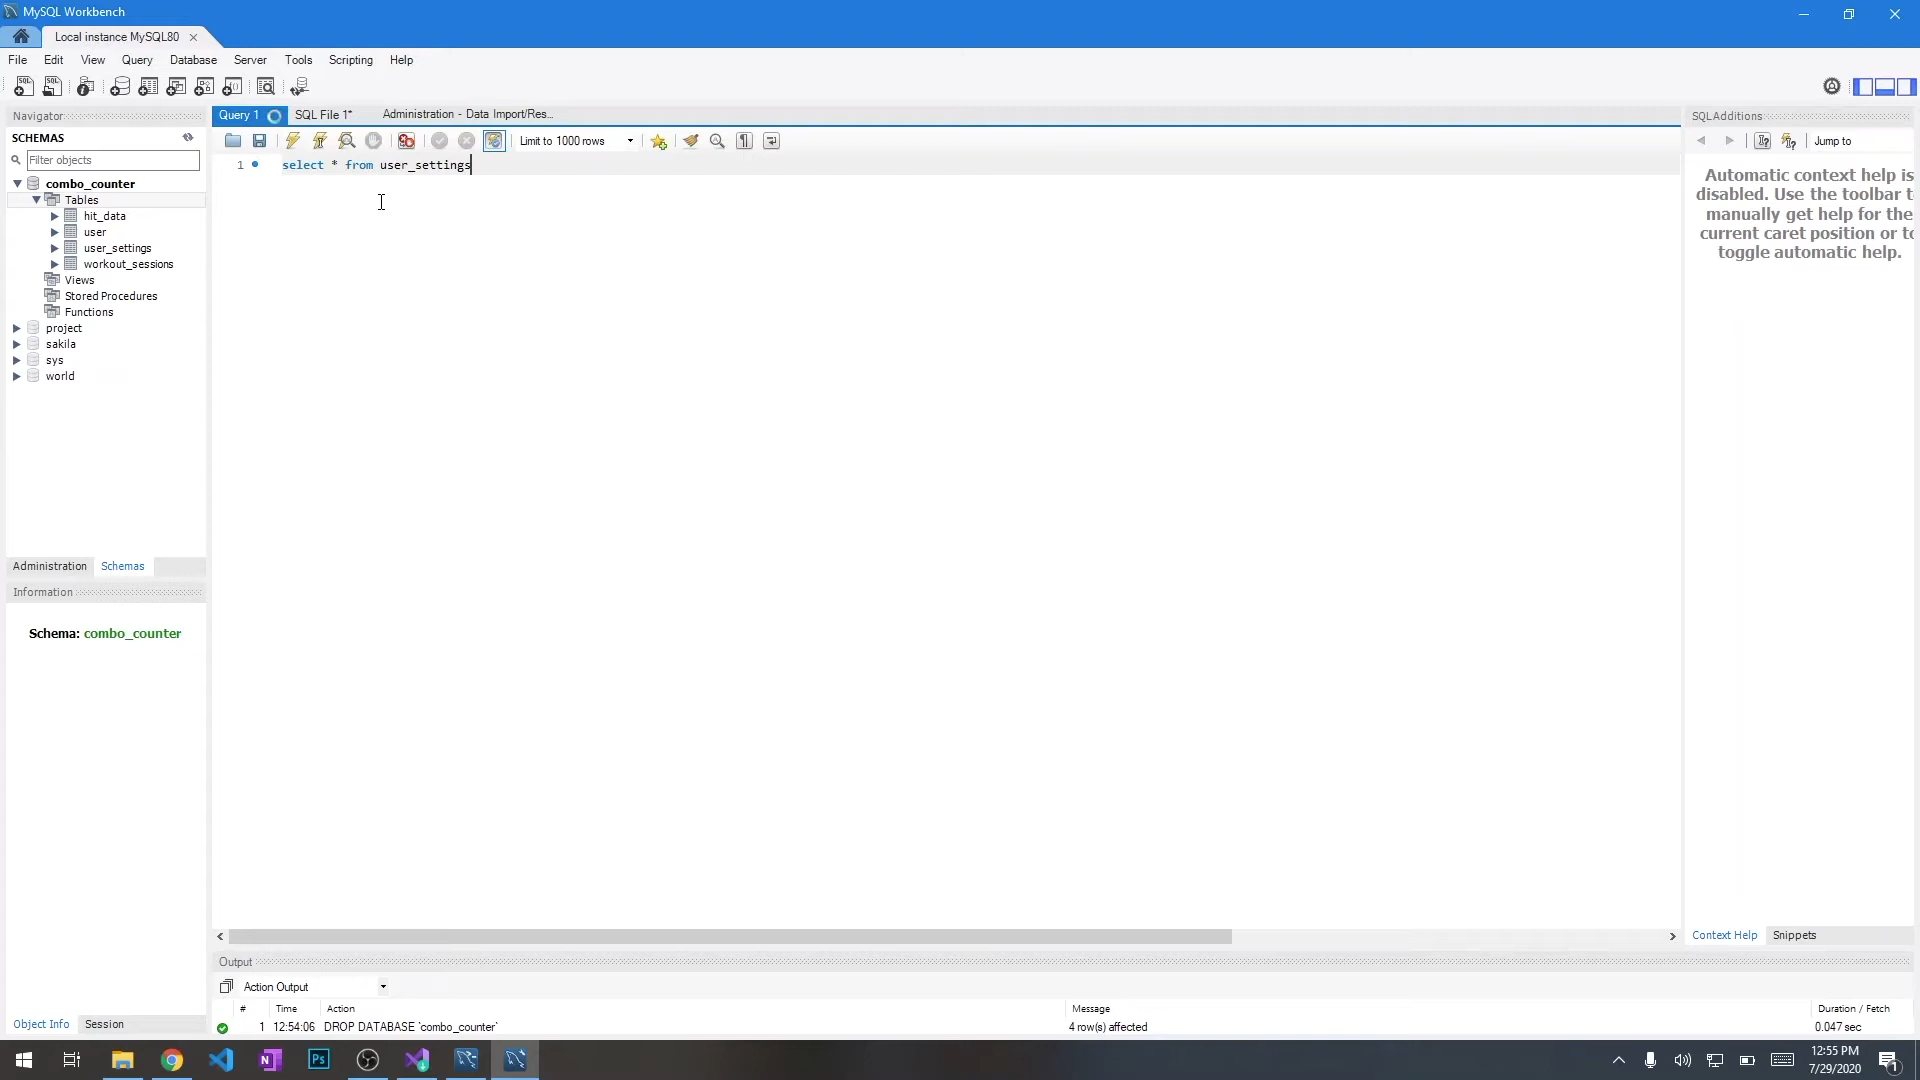 MySQL Workbench
Local instance MySQL80
File Edit View Query Database Server Tools Scripting Help
Navigator
SCHEMAS
Filter objects
combo_counter
Tables
hit_data
user
user_settings
workout_sessions
Views
Stored Procedures
Functions
project
sakila
sys
world
Administration Schemas
Information
Schema: combo_counter
Object Info Session
Query 1 SQL File 1* Administration - Data Import/Res...
Limit to 1000 rows
1 select * from user_settings
Output
Action Output
# Time Action Message Duration / Fetch
1 12:54:06 DROP DATABASE `combo_counter` 4 row(s) affected 0.047 sec
SQLAdditions
Jump to
Automatic context help is
disabled. Use the toolbar t
manually get help for the
current caret position or to
toggle automatic help.
Context Help Snippets
12:55 PM
7/29/2020